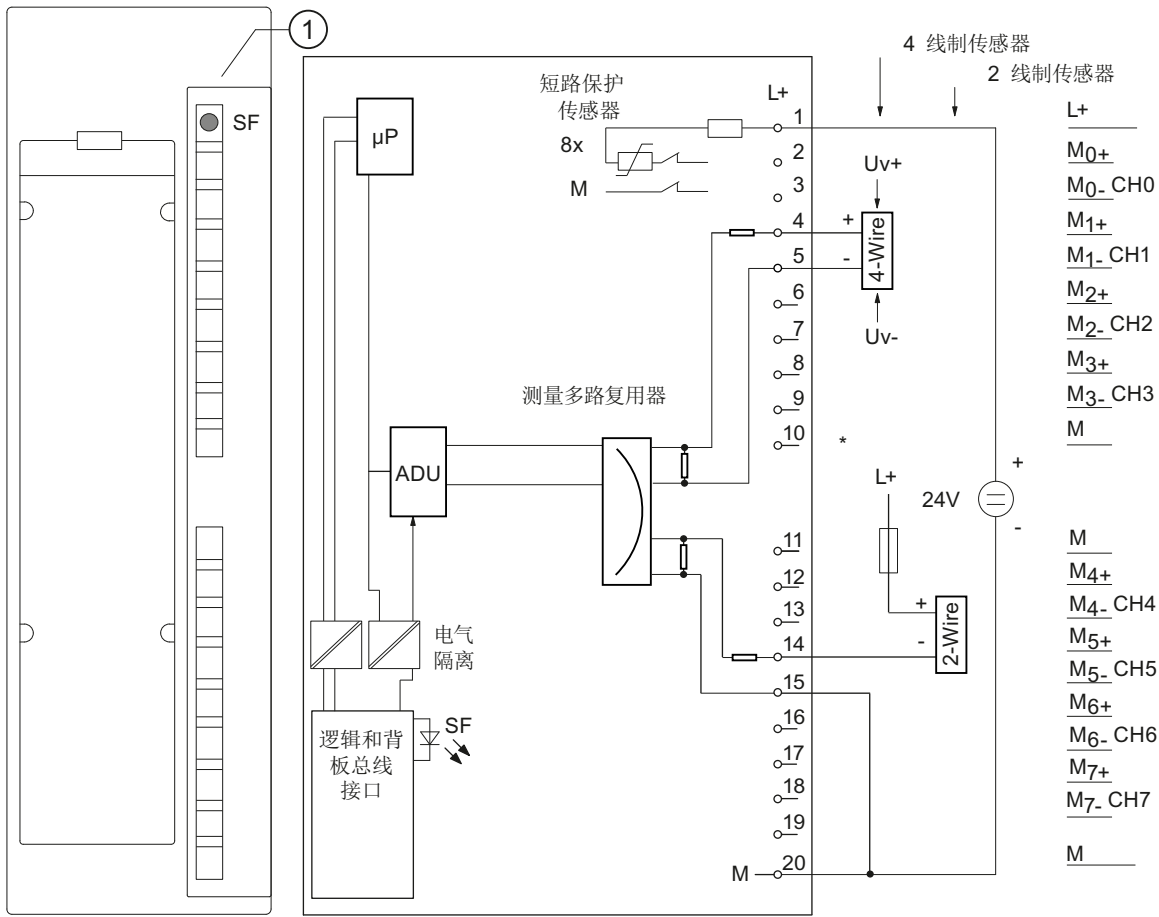 1
SF
µP
短路保护
传感器
8x
M
L+
1
2
3
4
5
6
7
8
9
10
4 线制传感器
2 线制传感器
Uv+
+
-
4-Wire
Uv-
*
测量多路复用器
ADU
电气
隔离
逻辑和背
板总线
接口
SF
11
12
13
14
15
16
17
18
19
M
20
L+
24V
+
-
+
-
2-Wire
L+
M0+
M0- CH0
M1+
M1- CH1
M2+
M2- CH2
M3+
M3- CH3
M
M
M4+
M4- CH4
M5+
M5- CH5
M6+
M6- CH6
M7+
M7- CH7
M